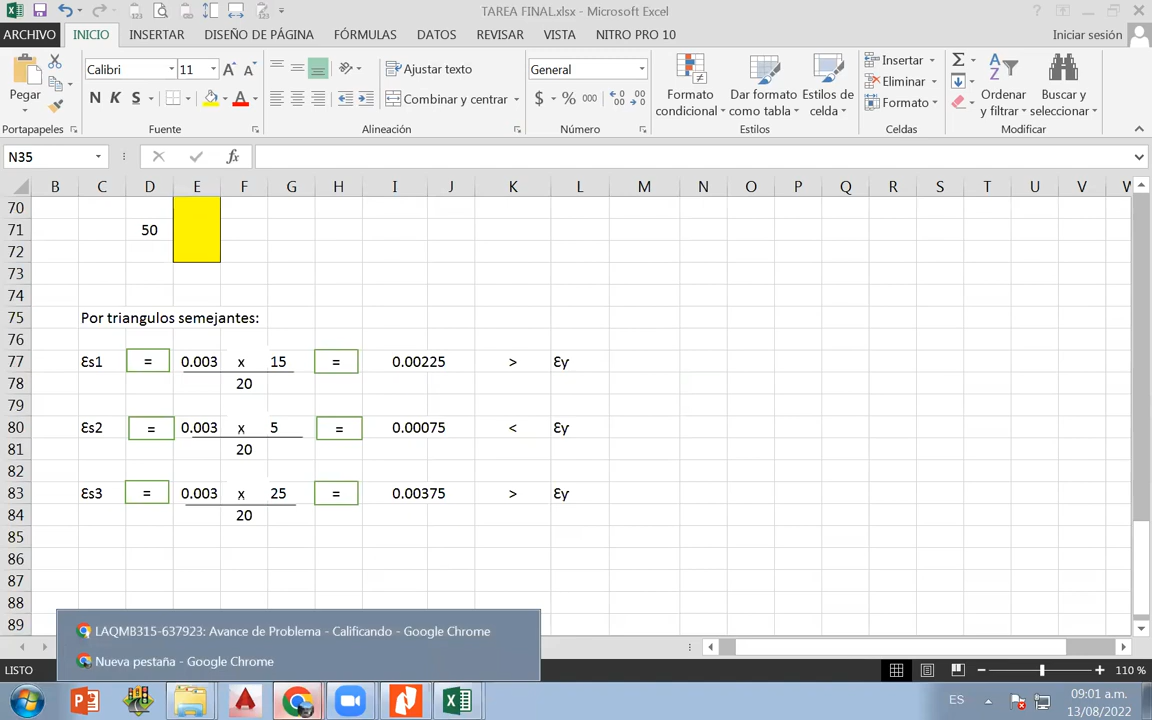 TAREA FINAL.xlsx - Microsoft Excel
ARCHIVO INICIO INSERTAR DISEÑO DE PÁGINA FÓRMULAS DATOS REVISAR VISTA NITRO PRO 10 Iniciar sesión
Pegar
Portapapeles
Calibri 11
N K S
Fuente
Ajustar texto
Combinar y centrar
Alineación
General
$ % 000
Número
Formato condicional
Dar formato como tabla
Estilos de celda
Estilos
Insertar
Eliminar
Formato
Celdas
Ordenar y filtrar
Buscar y seleccionar
Modificar
N35 fx
B C D E F G H I J K L M N O P Q R S T U V W
70
71 50
72
73
74
75 Por triangulos semejantes:
76
77 Ɛs1 = 0.003 x 15 = 0.00225 > Ɛy
78 20
79
80 Ɛs2 = 0.003 x 5 = 0.00075 < Ɛy
81 20
82
83 Ɛs3 = 0.003 x 25 = 0.00375 > Ɛy
84 20
85
86
87
88
89
LAQMB315-637923: Avance de Problema - Calificando - Google Chrome
Nueva pestaña - Google Chrome
LISTO 110 %
ES 09:01 a.m.
13/08/2022